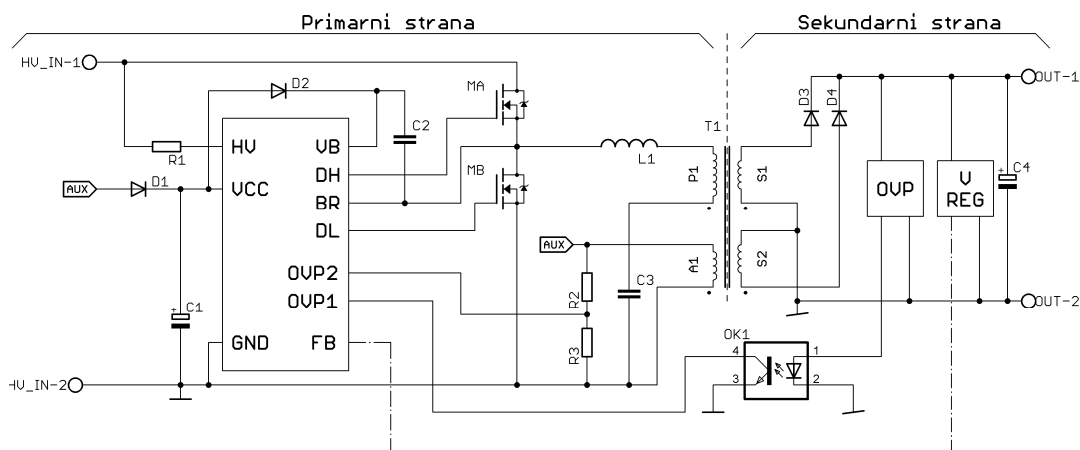 Primarni strana
Sekundarni strana
HV_IN-1
OUT-1
D2
MA
D3
D4
C2
T1
HV
VB
R1
L1
DH
MB
P1
S1
C4
+
AUX
D1
VCC
OVP
V
REG
BR
DL
AUX
A1
S2
OVP2
C3
R2
OVP1
OUT-2
C1
+
OK1
GND
FB
R3
4
1
3
2
HV_IN-2